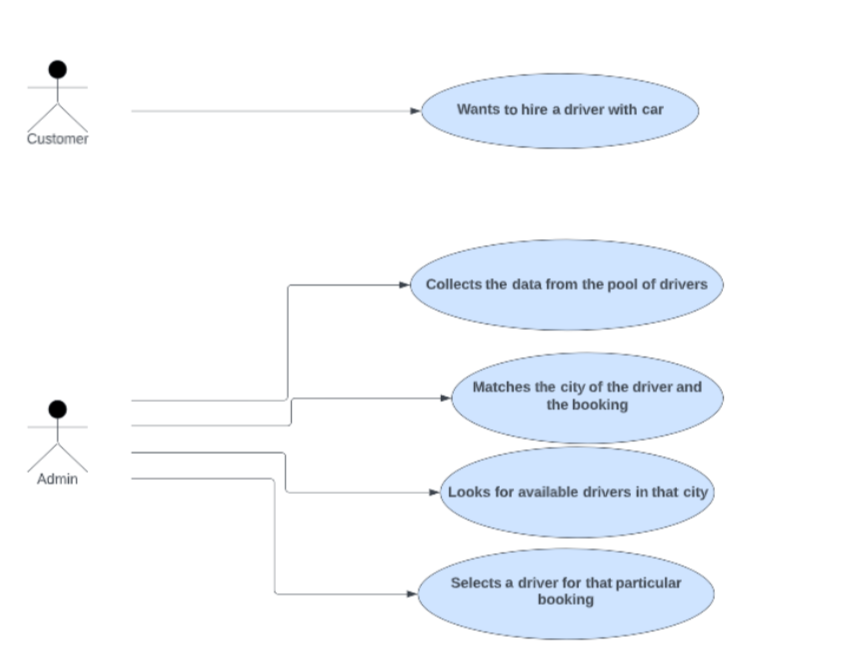 Wants to hire a driver with car
Customer
Collects the data from the pool of drivers
Matches the city of the driver and
the booking
Admin
Looks for available drivers in that city
Selects a driver for that particular
booking